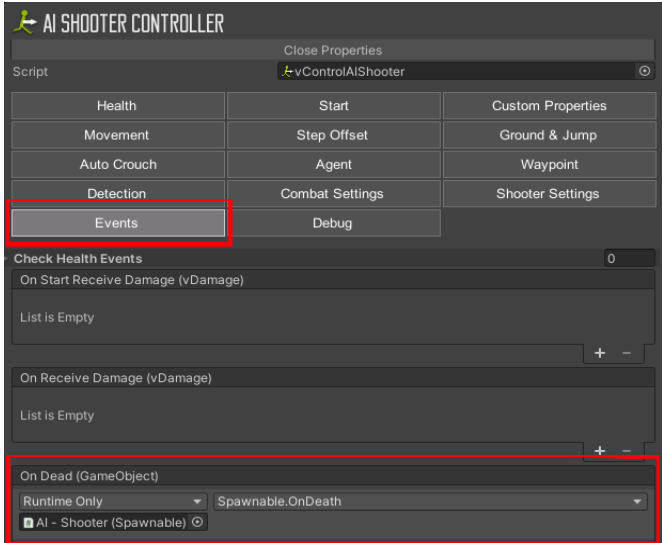 AI SHOOTER CONTROLLER
Close Properties
Script vControlAIShooter
Health Start Custom Properties
Movement Step Offset Ground & Jump
Auto Crouch Agent Waypoint
Detection Combat Settings Shooter Settings
Events Debug
Check Health Events 0
On Start Receive Damage (vDamage)
List is Empty
+ −
On Receive Damage (vDamage)
List is Empty
+ −
On Dead (GameObject)
Runtime Only Spawnable.OnDeath
AI - Shooter (Spawnable)